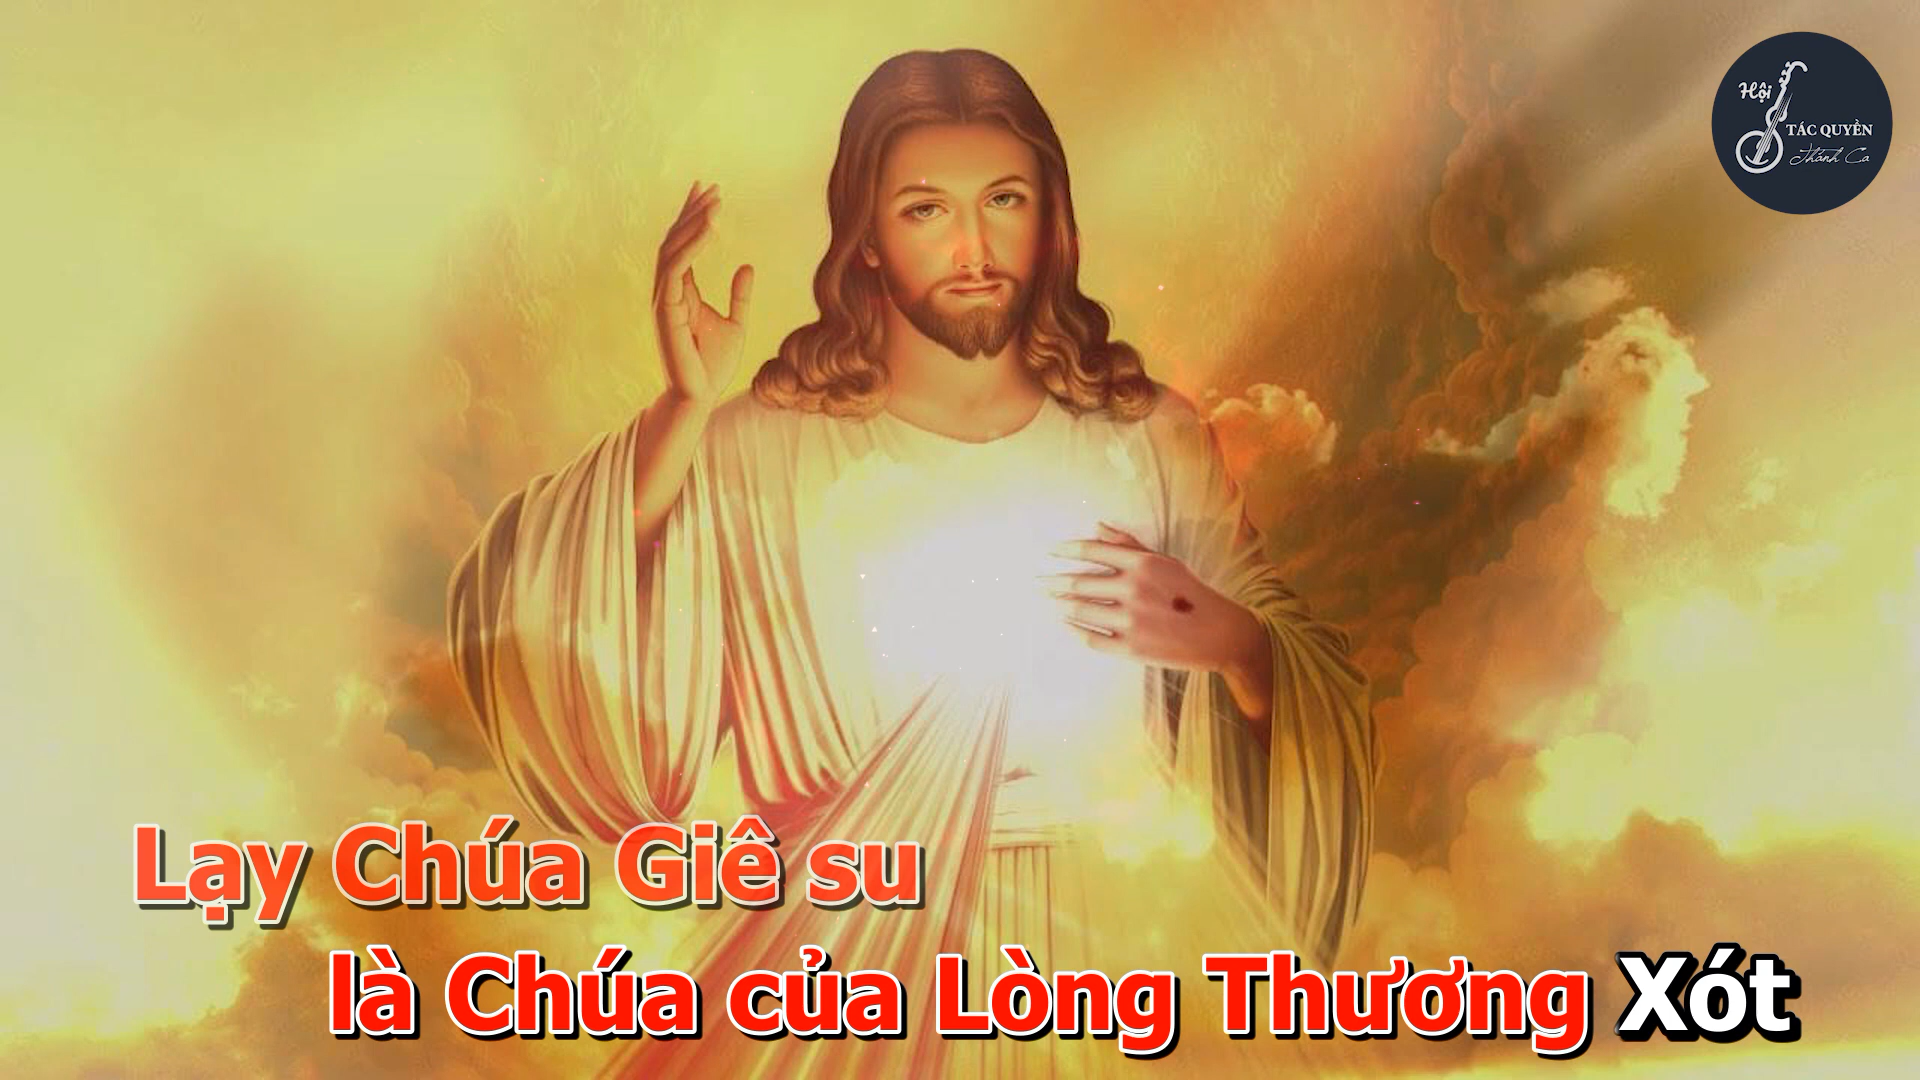 Hội
TÁC QUYỀN
Thánh Ca
Lạy Chúa Giê su
là Chúa của Lòng Thương Xót